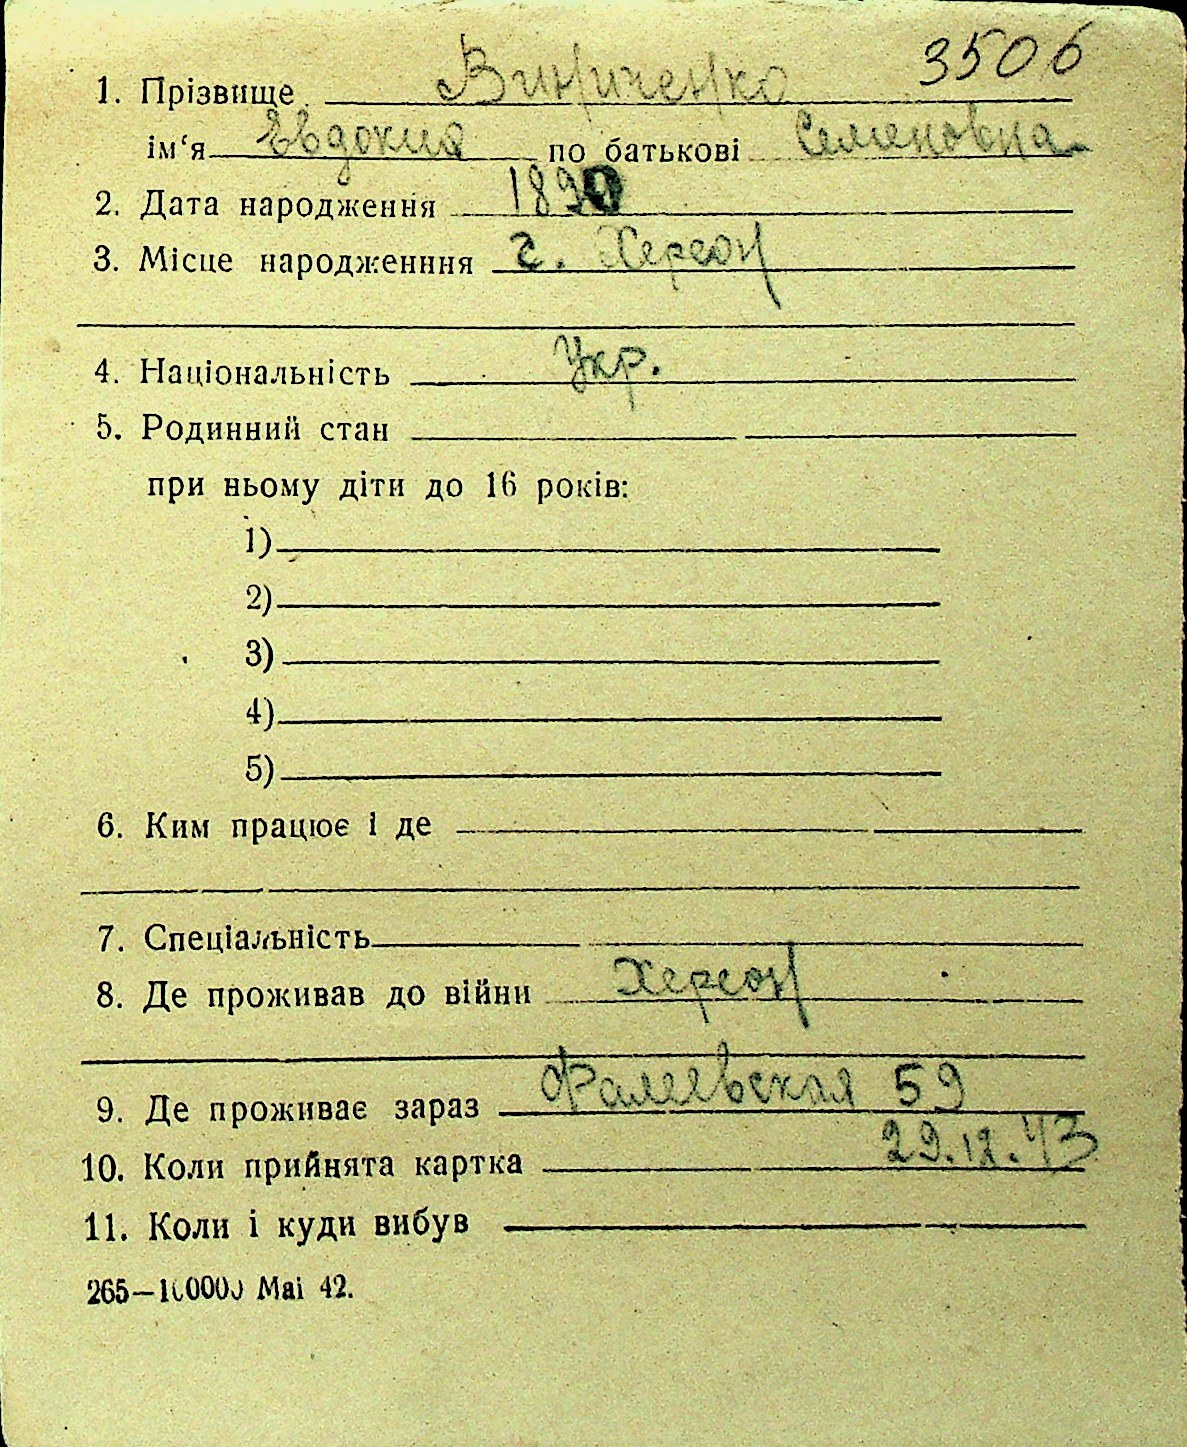 3506
1. Прізвище Виниченко
ім‘я Евдокия по батькові Семеновна
2. Дата народження 1890
3. Місце народженння г. Херсон
4. Національність Укр.
5. Родинний стан
при ньому діти до 16 років:
1)
2)
3)
4)
5)
6. Ким працює і де
7. Спеціальність
8. Де проживав до війни Херсон
9. Де проживає зараз Фалеевская 59
10. Коли прийнята картка 29.12.43
11. Коли і куди вибув
265—100000 Mai 42.